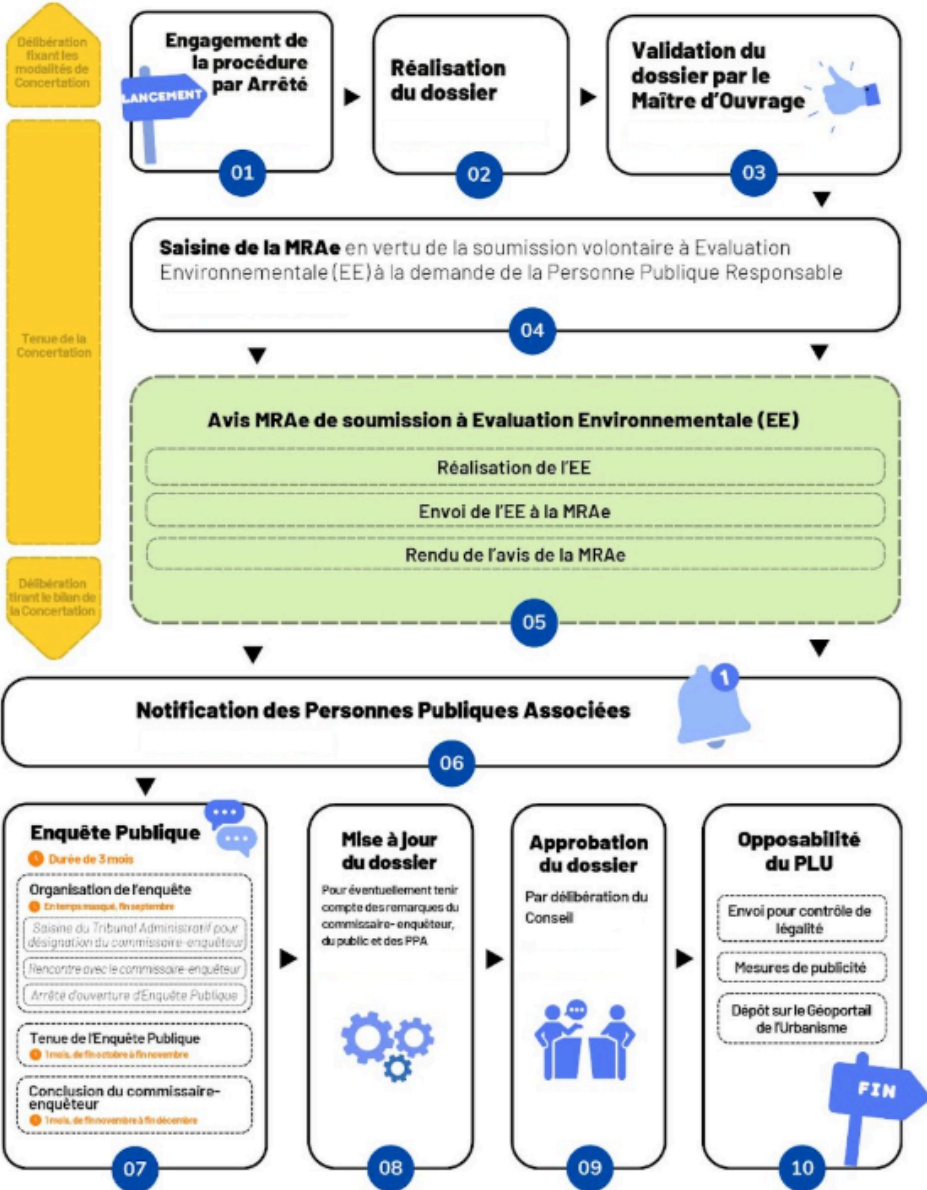 Délibération
fixant les
modalités de
Concertation
Tenue de la
Concertation
Délibération
tirant le bilan de
la Concertation
Engagement de
la procédure
par Arrêté
LANCEMENT
01
Réalisation
du dossier
02
Validation du
dossier par le
Maître d'Ouvrage
03
Saisine de la MRAe en vertu de la soumission volontaire à Evaluation
Environnementale (EE) à la demande de la Personne Publique Responsable
04
Avis MRAe de soumission à Evaluation Environnementale (EE)
Réalisation de l'EE
Envoi de l'EE à la MRAe
Rendu de l'avis de la MRAe
05
Notification des Personnes Publiques Associées
1
06
Enquête Publique
Durée de 3 mois
Organisation de l'enquête
En temps masqué, fin septembre
Saisine du Tribunal Administratif pour
désignation du commissaire-enquêteur
Rencontre avec le commissaire-enquêteur
Arrête d'ouverture d'Enquête Publique
Tenue de l'Enquête Publique
1 mois, de fin octobre à fin novembre
Conclusion du commissaire-
enquêteur
1 mois, de fin novembre à fin décembre
07
Mise à jour
du dossier
Pour éventuellement tenir
compte des remarques du
commissaire- enquêteur,
du public et des PPA
08
Approbation
du dossier
Par délibération du
Conseil
09
Opposabilité
du PLU
Envoi pour contrôle de
légalité
Mesures de publicité
Dépôt sur le Géoportail
de l'Urbanisme
FIN
10